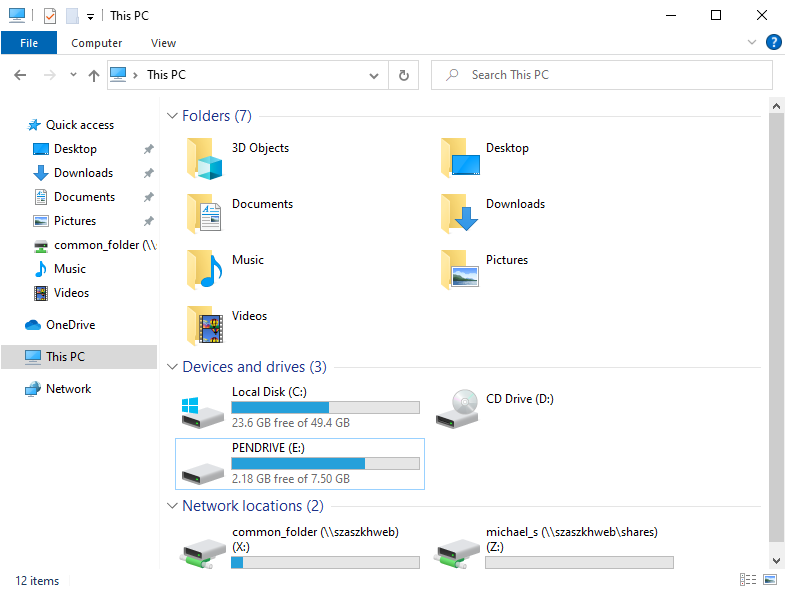 This PC
File Computer View
This PC
Search This PC
Quick access
Desktop
Downloads
Documents
Pictures
common_folder (\\s
Music
Videos
OneDrive
This PC
Network
Folders (7)
3D Objects
Desktop
Documents
Downloads
Music
Pictures
Videos
Devices and drives (3)
Local Disk (C:)
23.6 GB free of 49.4 GB
CD Drive (D:)
PENDRIVE (E:)
2.18 GB free of 7.50 GB
Network locations (2)
common_folder (\\szaszkhweb)
(X:)
michael_s (\\szaszkhweb\shares)
(Z:)
12 items